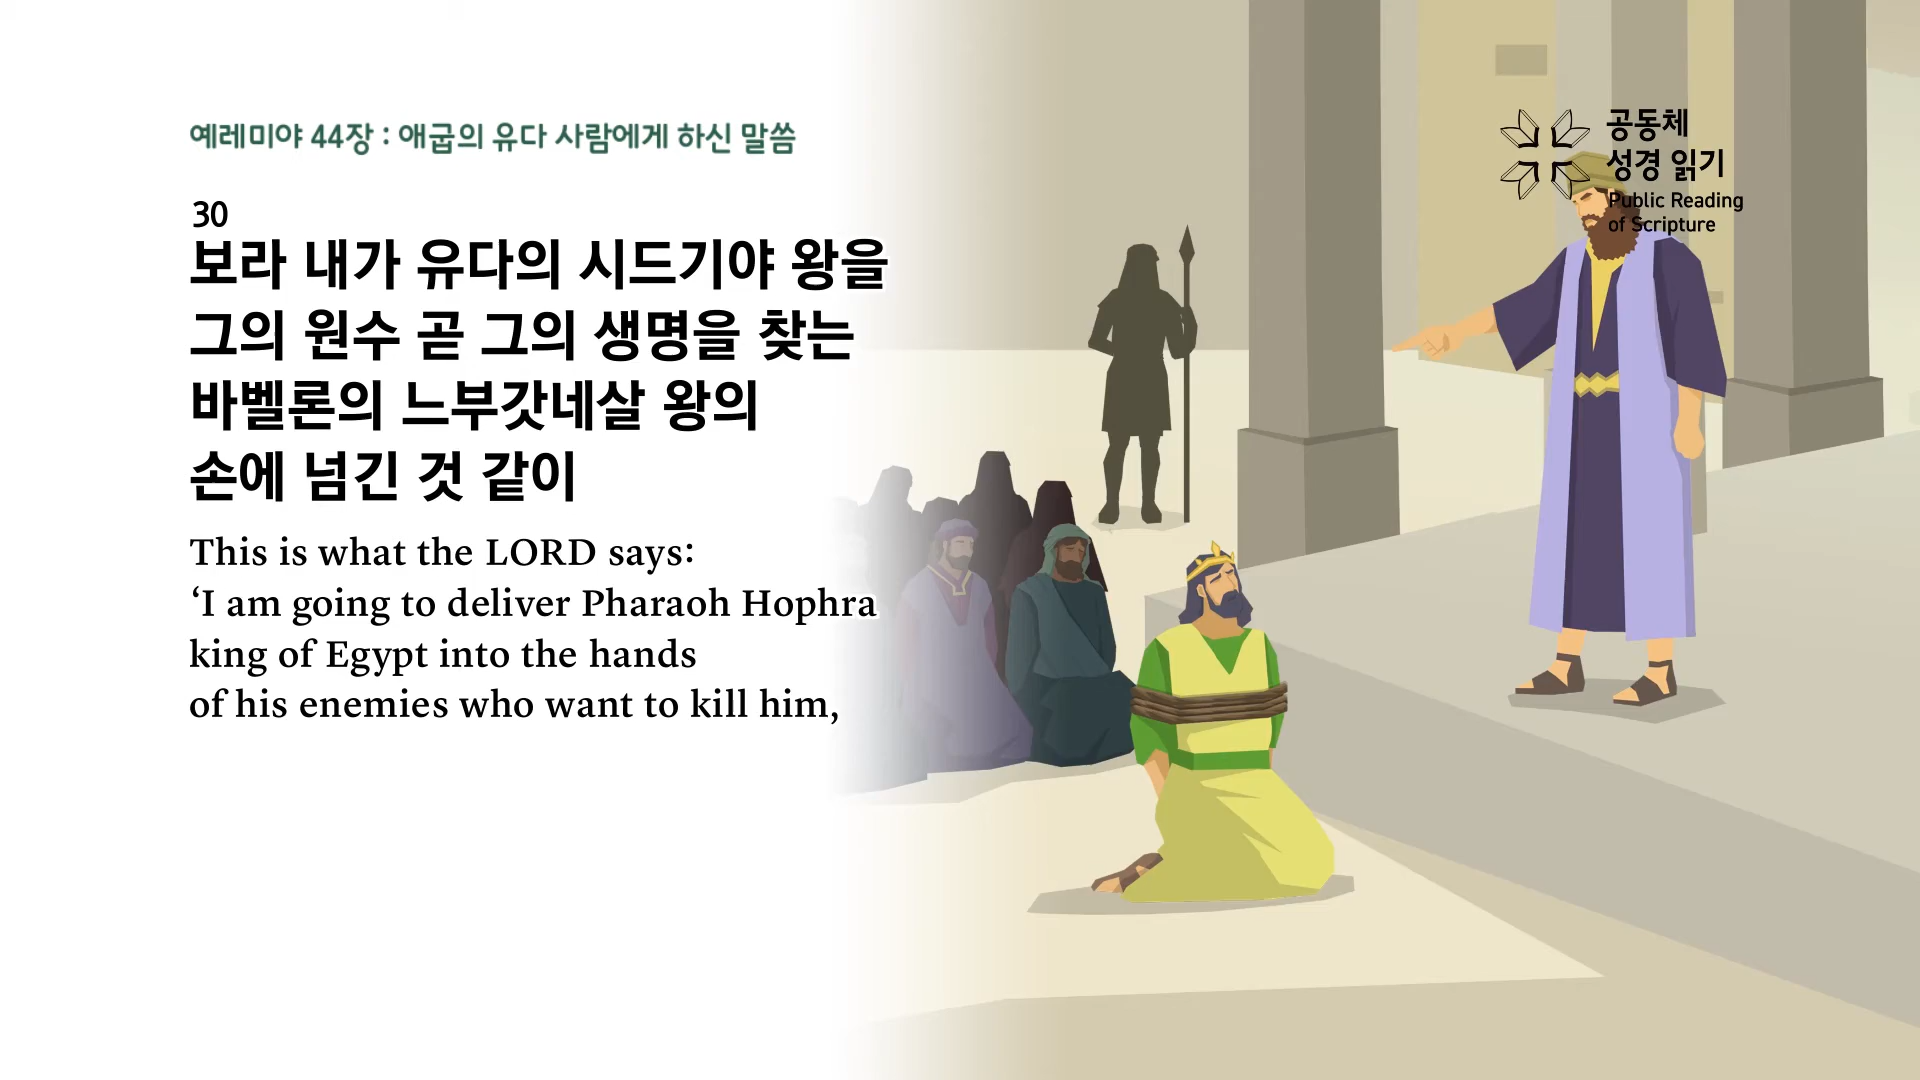 예레미야 44장 : 애굽의 유다 사람에게 하신 말씀
30
보라 내가 유다의 시드기야 왕을
그의 원수 곧 그의 생명을 찾는
바벨론의 느부갓네살 왕의
손에 넘긴 것 같이
This is what the LORD says:
‘I am going to deliver Pharaoh Hophra
king of Egypt into the hands
of his enemies who want to kill him,
공동체
성경 읽기
Public Reading
of Scripture